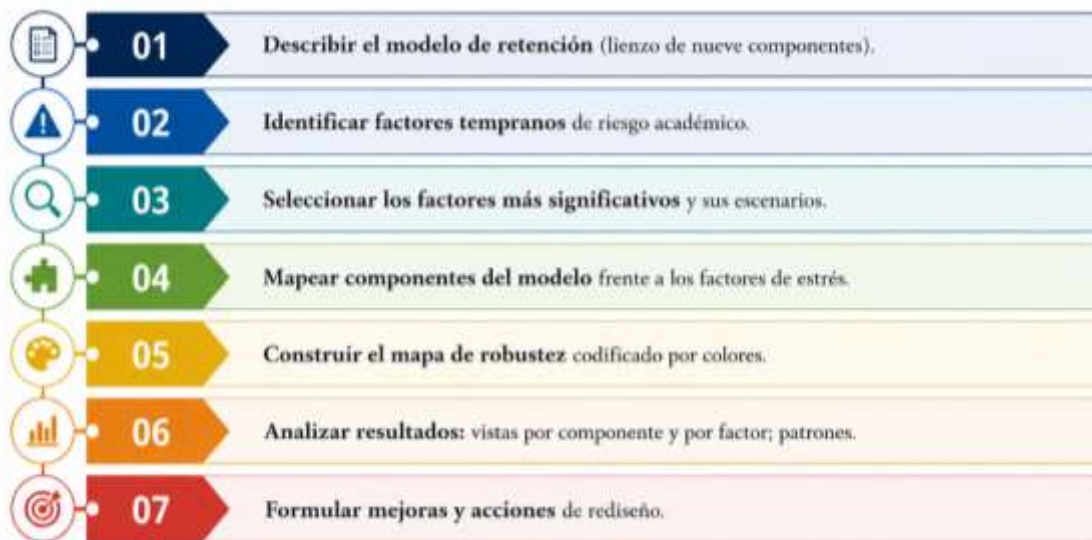 01 Describir el modelo de retención (lienzo de nueve componentes).
02 Identificar factores tempranos de riesgo académico.
03 Seleccionar los factores más significativos y sus escenarios.
04 Mapear componentes del modelo frente a los factores de estrés.
05 Construir el mapa de robustez codificado por colores.
06 Analizar resultados: vistas por componente y por factor; patrones.
07 Formular mejoras y acciones de rediseño.